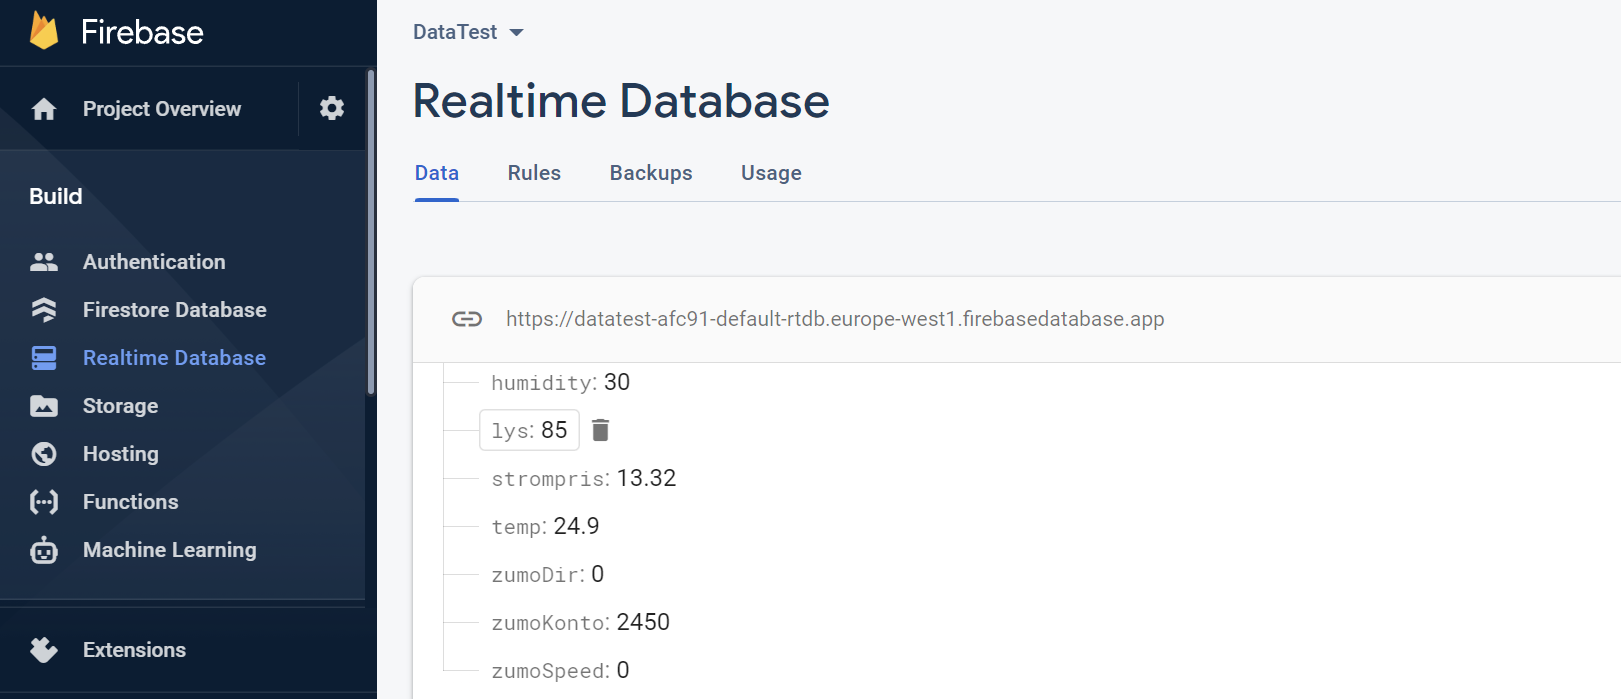 Firebase
Project Overview
Build
Authentication
Firestore Database
Realtime Database
Storage
Hosting
Functions
Machine Learning
Extensions
DataTest
Realtime Database
Data Rules Backups Usage
https://datatest-afc91-default-rtdb.europe-west1.firebasedatabase.app
humidity: 30
lys: 85
strompris: 13.32
temp: 24.9
zumoDir: 0
zumoKonto: 2450
zumoSpeed: 0